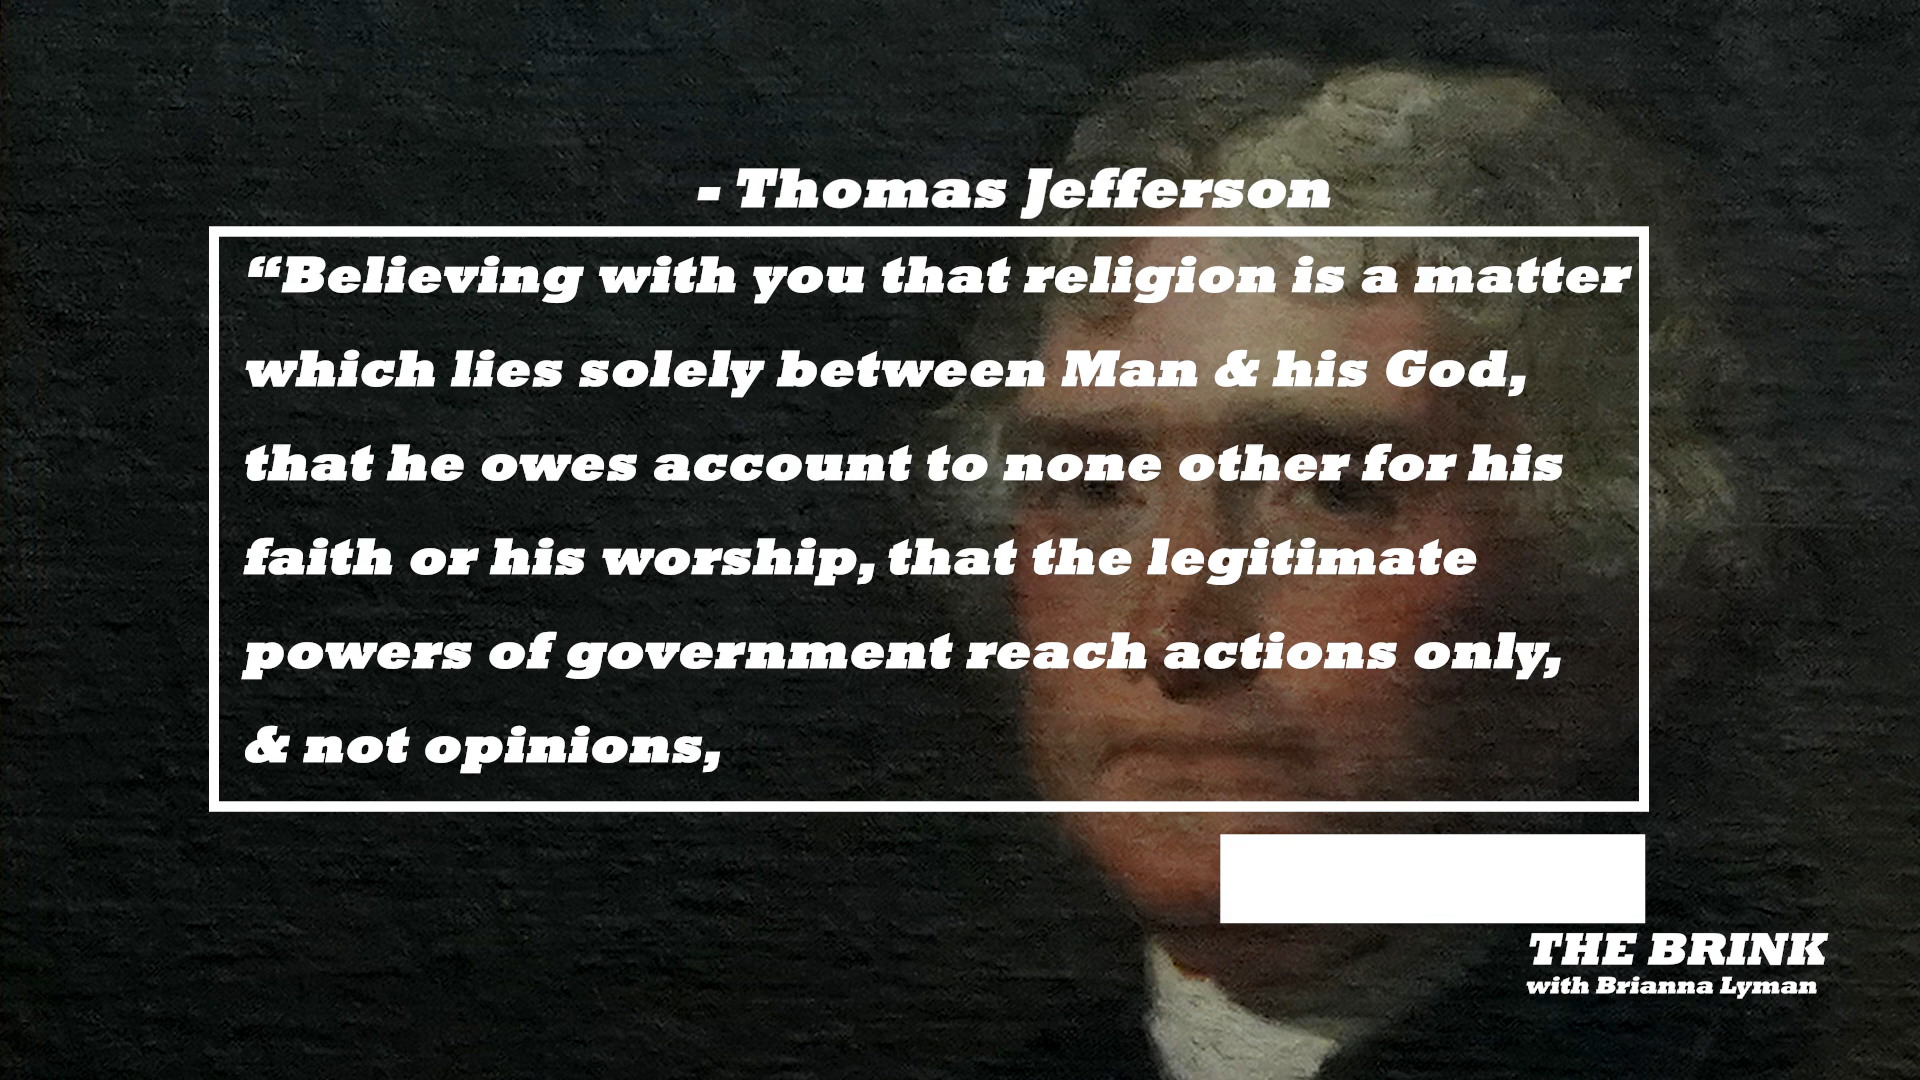 - Thomas Jefferson
“Believing with you that religion is a matter
which lies solely between Man & his God,
that he owes account to none other for his
faith or his worship, that the legitimate
powers of government reach actions only,
& not opinions,
THE BRINK
with Brianna Lyman